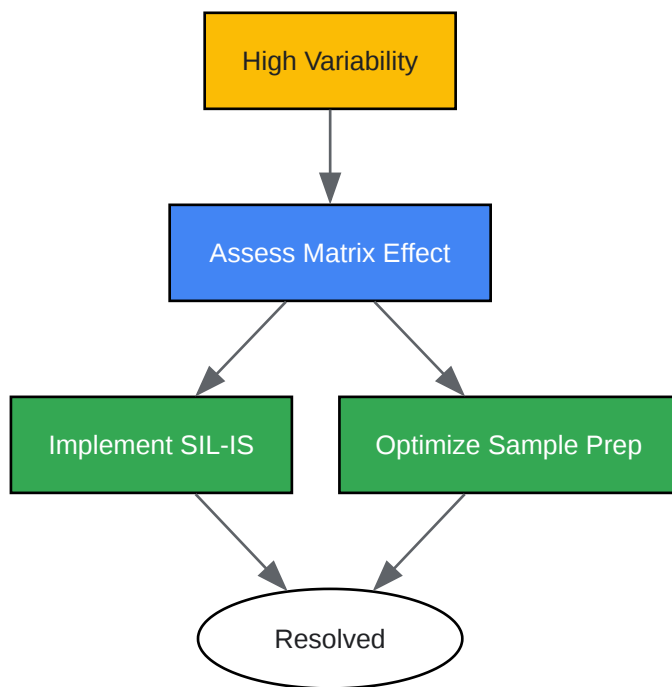 High Variability
Assess Matrix Effect
Implement SIL-IS
Optimize Sample Prep
Resolved